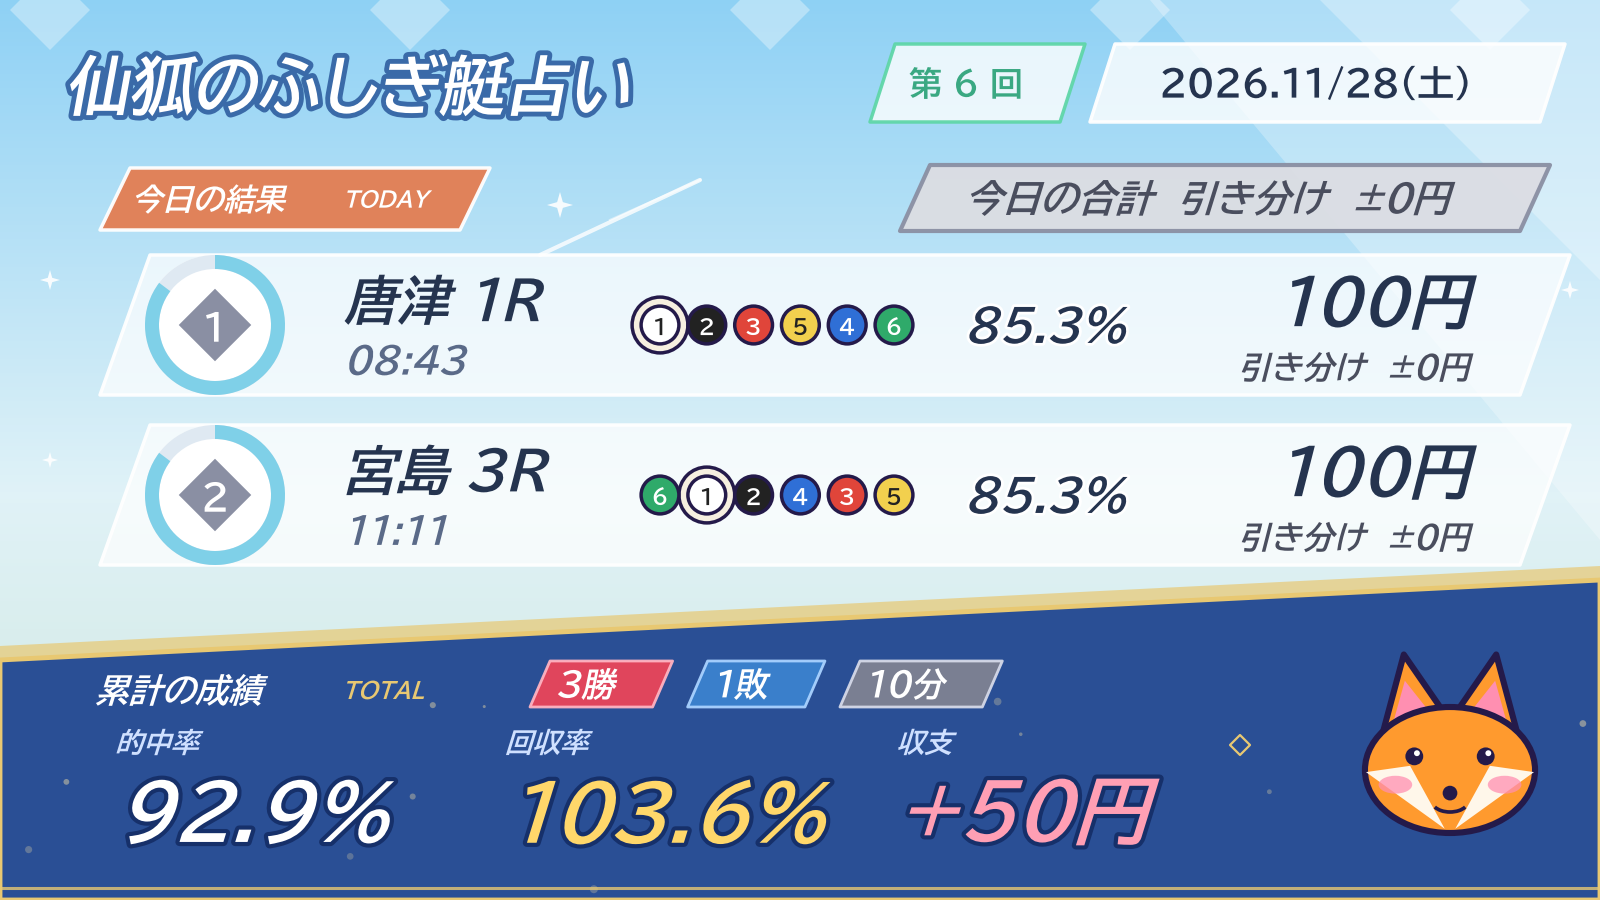 仙狐のふしぎ艇占い
第 6 回
2026.11/28(土)
今日の結果 TODAY
今日の合計 引き分け ±0円
1
唐津 1R
08:43
1 2 3 5 4 6
85.3%
100円
引き分け ±0円
2
宮島 3R
11:11
6 1 2 4 3 5
85.3%
100円
引き分け ±0円
累計の成績 TOTAL
3勝
1敗
10分
的中率
92.9%
回収率
103.6%
収支
+50円